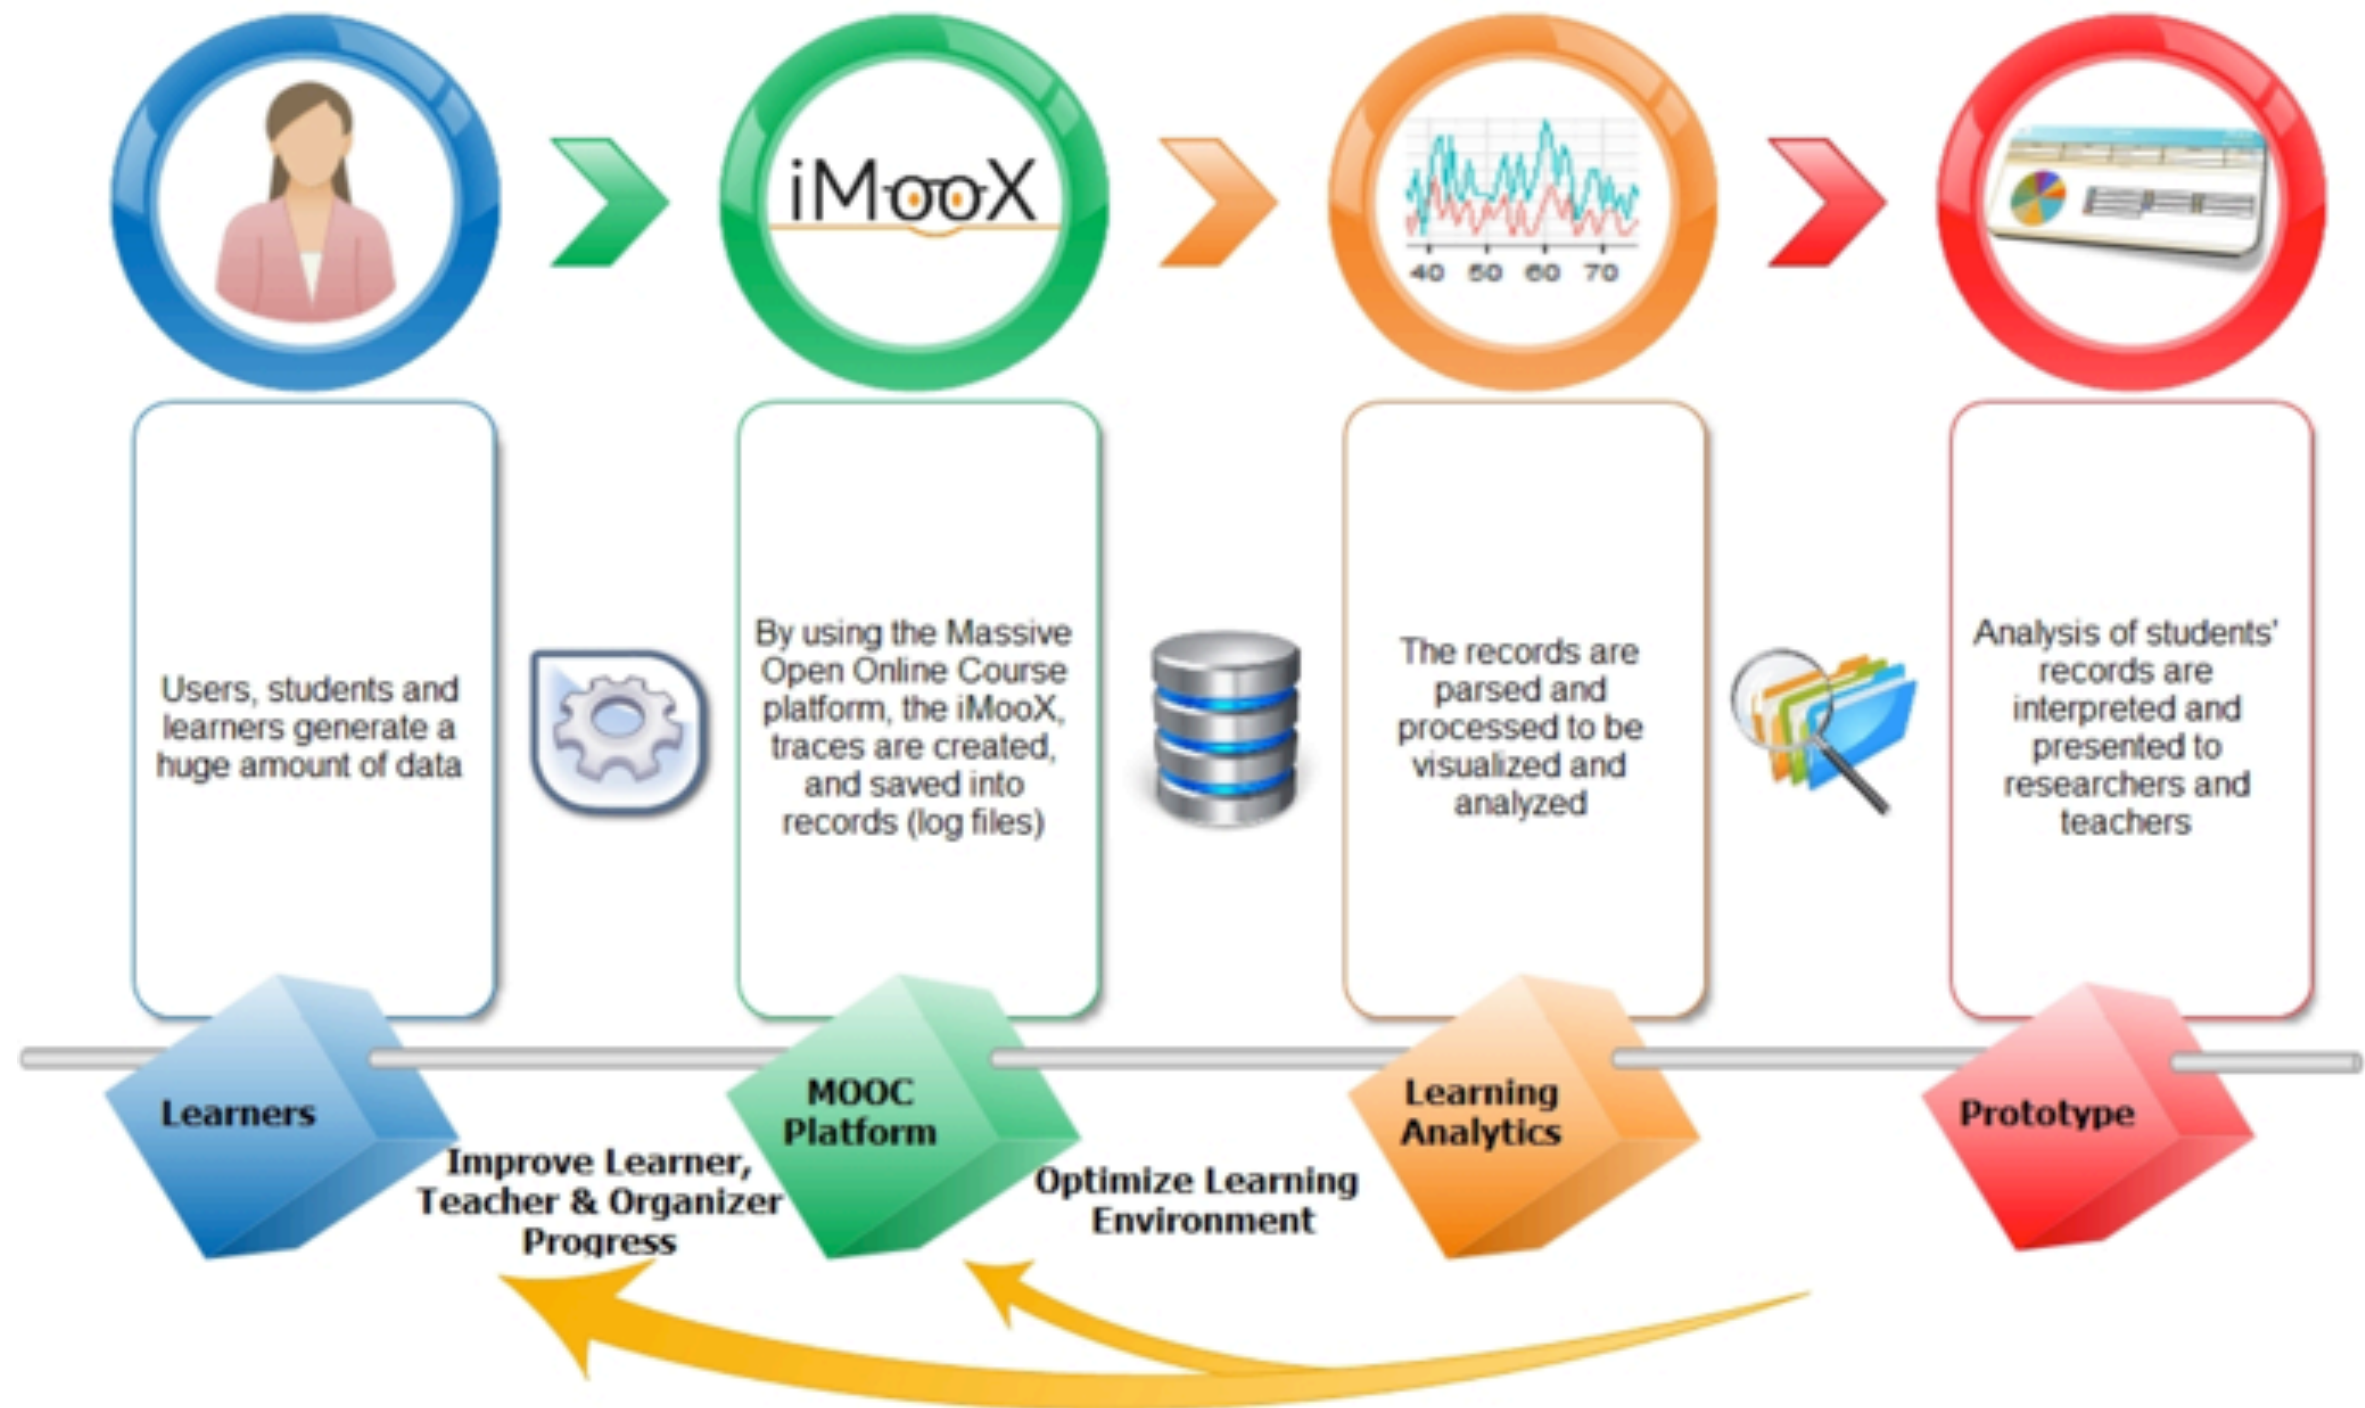 iMooX
40 50 60 70
Users, students and
learners generate a
huge amount of data
By using the Massive
Open Online Course
platform, the iMooX,
traces are created,
and saved into
records (log files)
The records are
parsed and
processed to be
visualized and
analyzed
Analysis of students'
records are
interpreted and
presented to
researchers and
teachers
Learners
MOOC
Platform
Learning
Analytics
Prototype
Improve Learner,
Teacher & Organizer
Progress
Optimize Learning
Environment